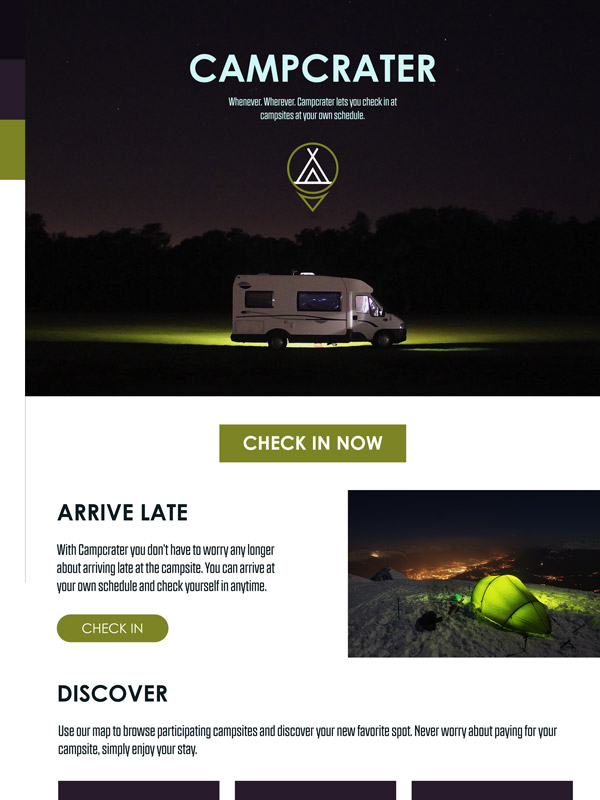 CAMPCRATER
Whenever. Wherever. Campcrater lets you check in at
campsites at your own schedule.
CHECK IN NOW
ARRIVE LATE
With Campcrater you don't have to worry any longer
about arriving late at the campsite. You can arrive at
your own schedule and check yourself in anytime.
CHECK IN
DISCOVER
Use our map to browse participating campsites and discover your new favorite spot. Never worry about paying for your
campsite, simply enjoy your stay.